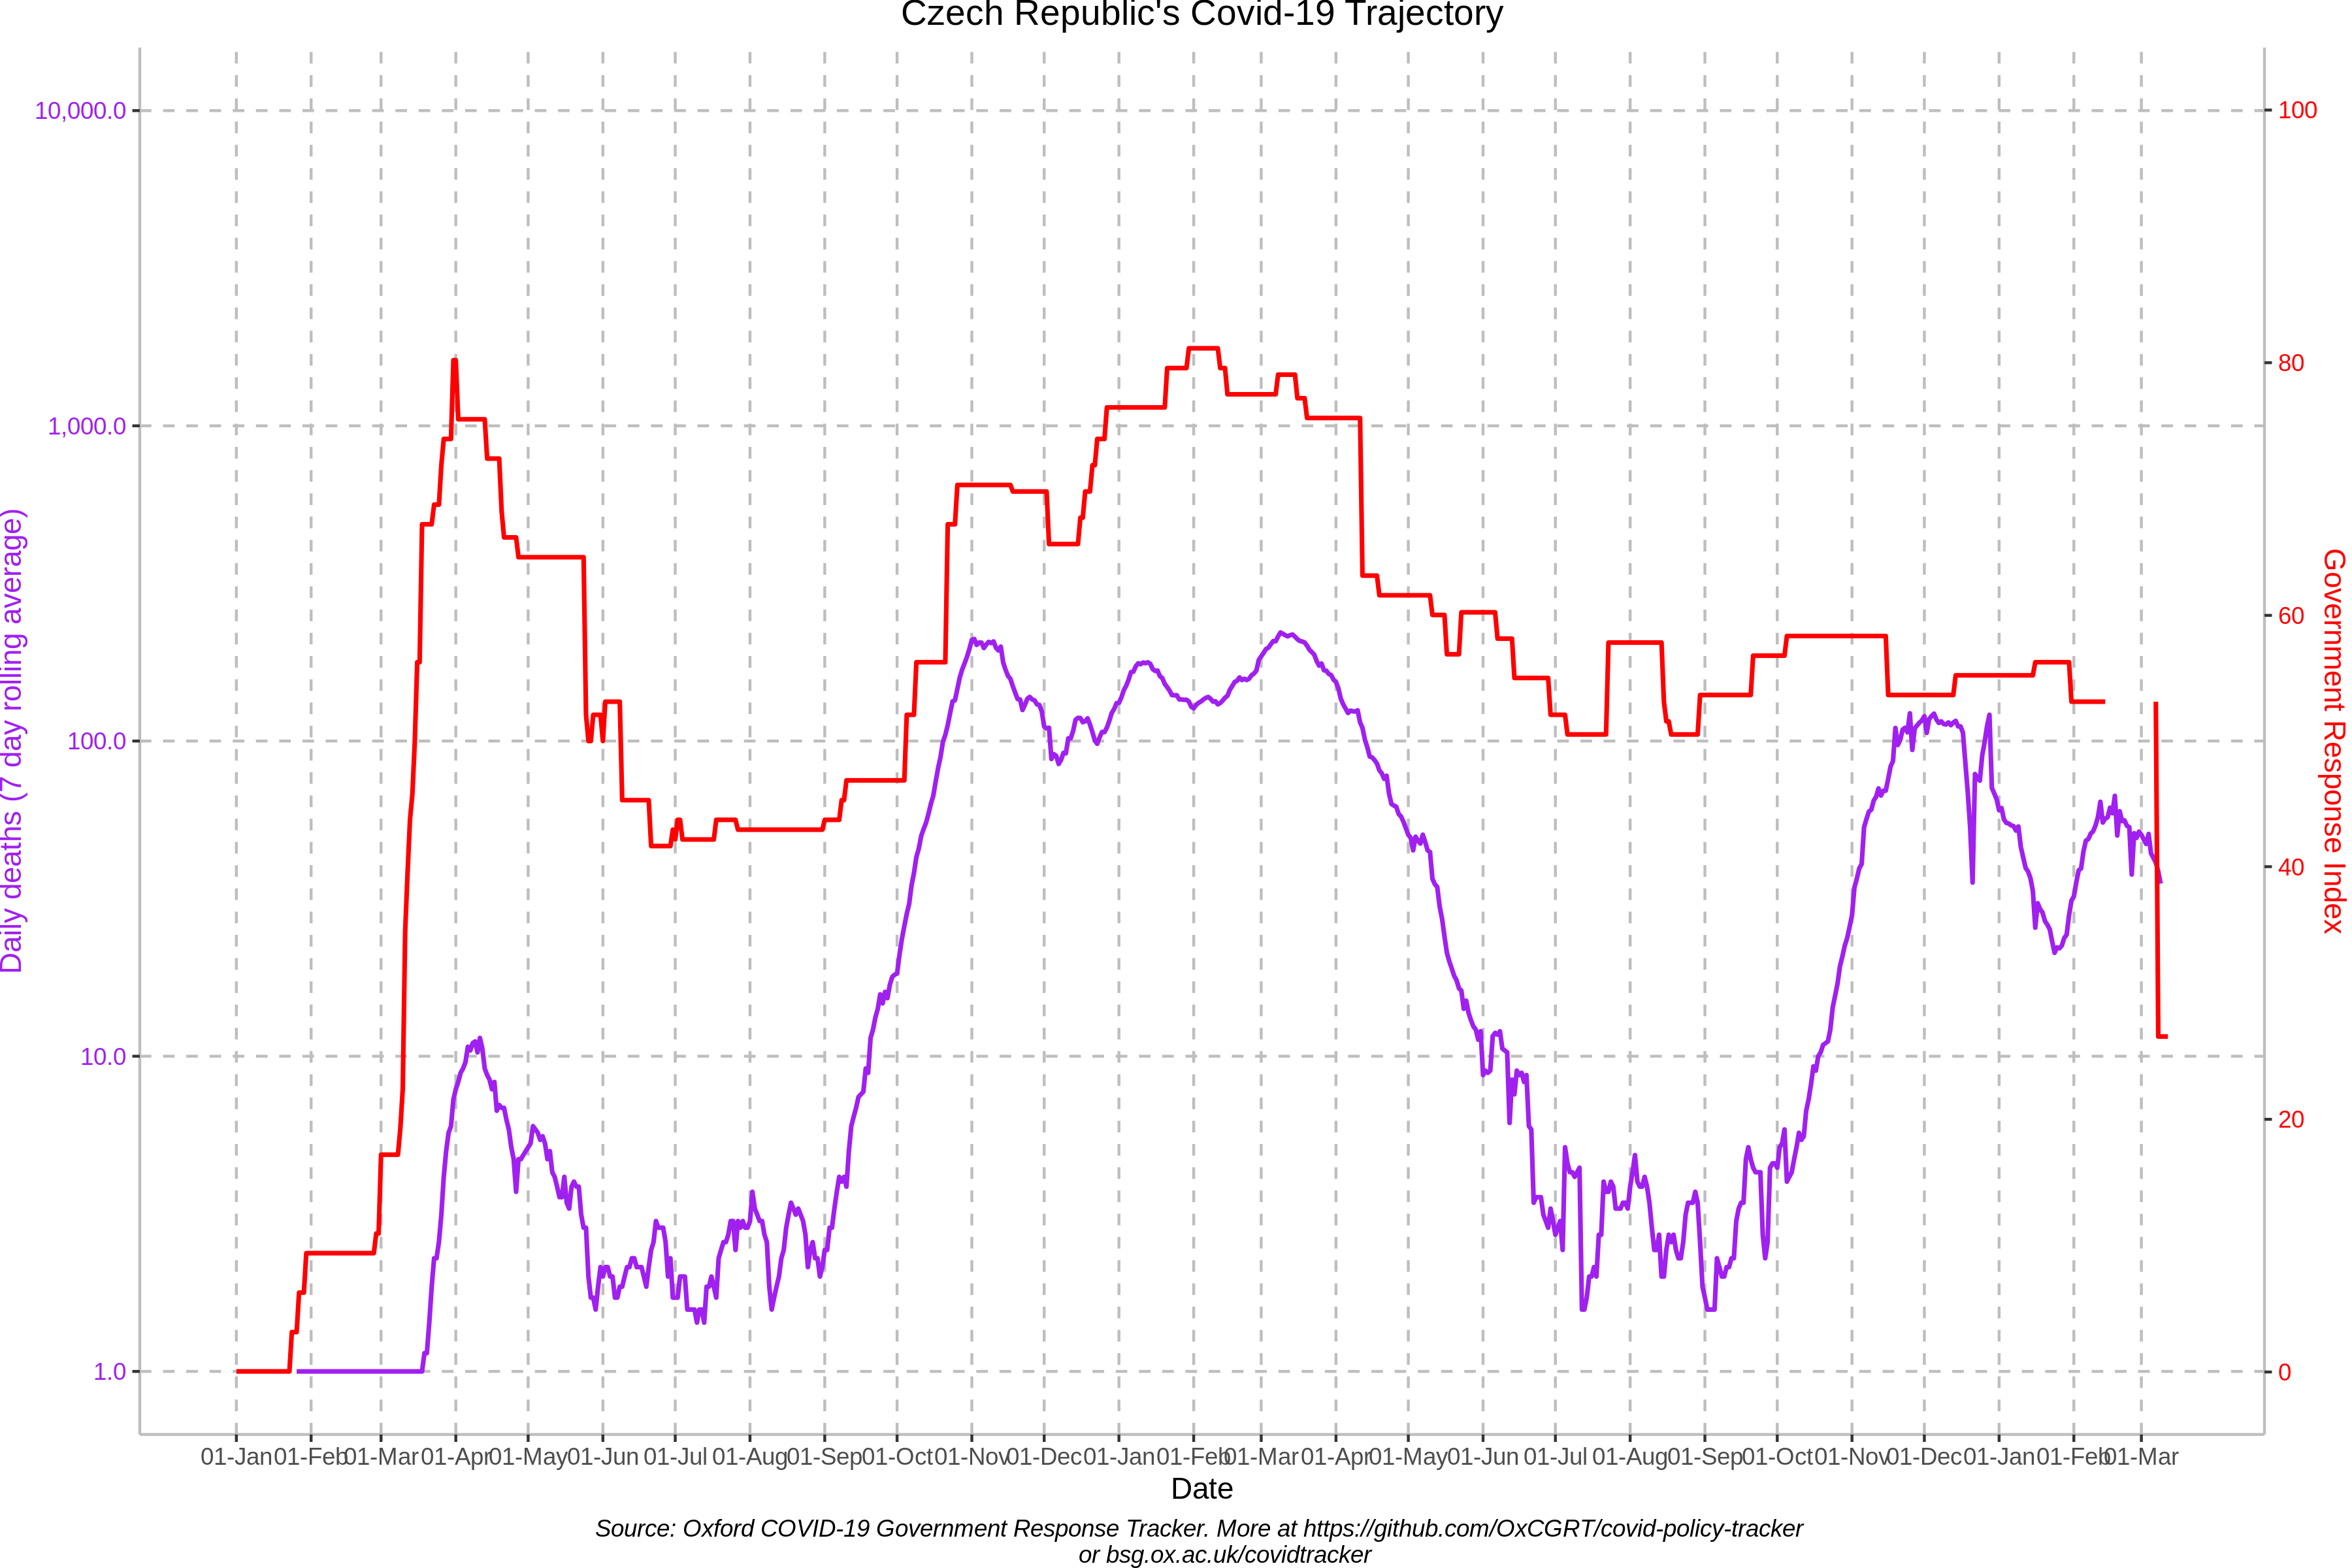 Czech Republic's Covid-19 Trajectory
10,000.0
1,000.0
100.0
10.0
1.0
Daily deaths (7 day rolling average)
100
80
60
40
20
0
Government Response Index
01-Jan 01-Feb 01-Mar 01-Apr 01-May 01-Jun 01-Jul 01-Aug 01-Sep 01-Oct 01-Nov 01-Dec 01-Jan 01-Feb 01-Mar 01-Apr 01-May 01-Jun 01-Jul 01-Aug 01-Sep 01-Oct 01-Nov 01-Dec 01-Jan 01-Feb 01-Mar
Date
Source: Oxford COVID-19 Government Response Tracker. More at https://github.com/OxCGRT/covid-policy-tracker
or bsg.ox.ac.uk/covidtracker